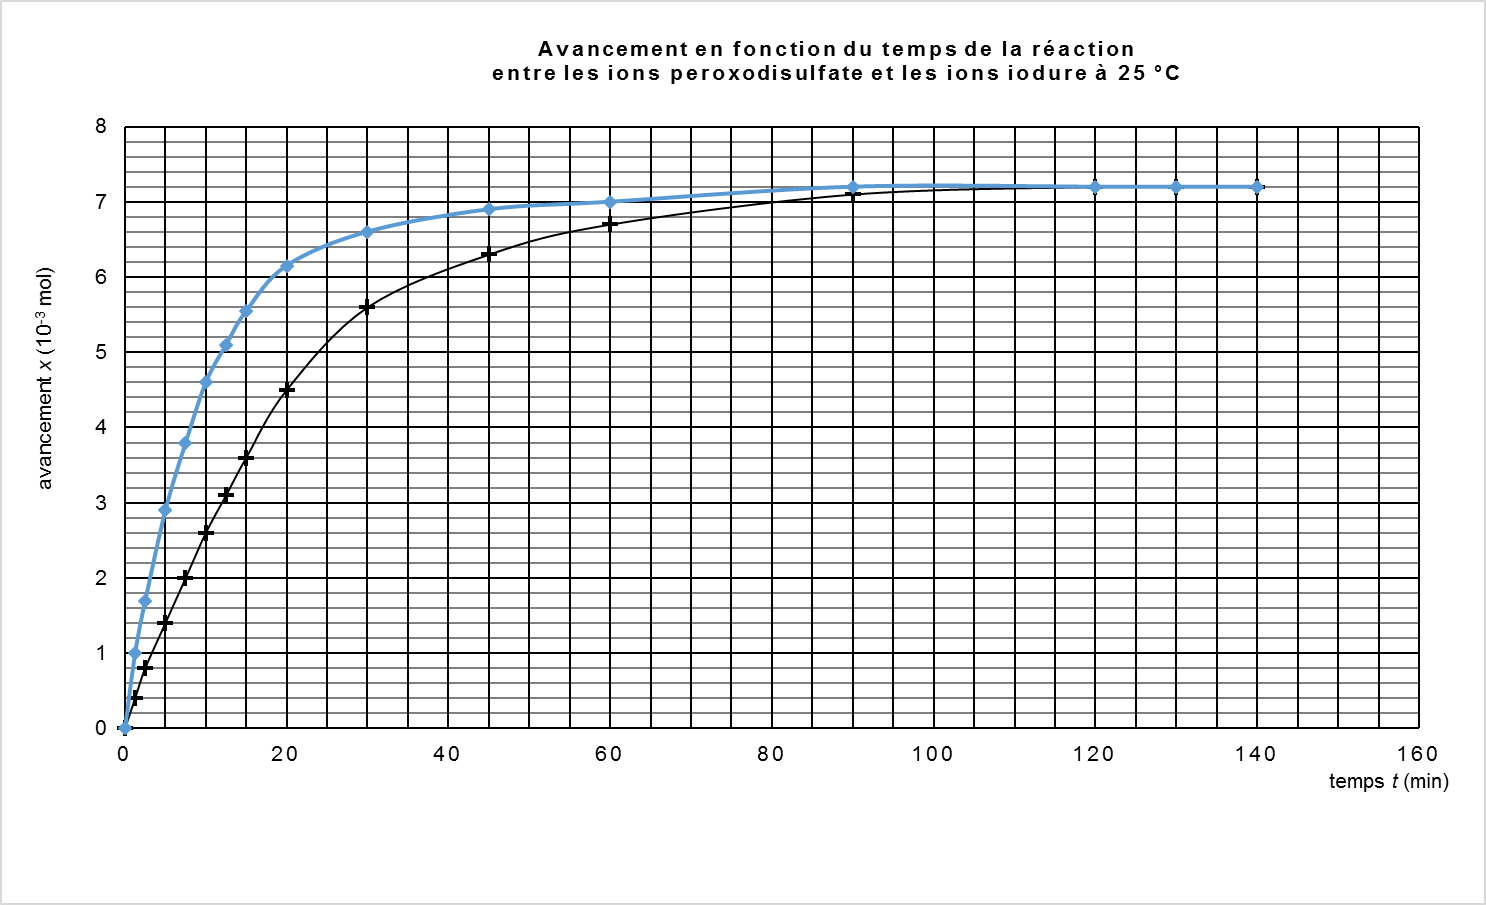 Avancement en fonction du temps de la réaction
entre les ions peroxodisulfate et les ions iodure à 25 °C
8
7
6
5
4
3
2
1
0
avancement x (10⁻³ mol)
0 20 40 60 80 100 120 140 160
temps t (min)